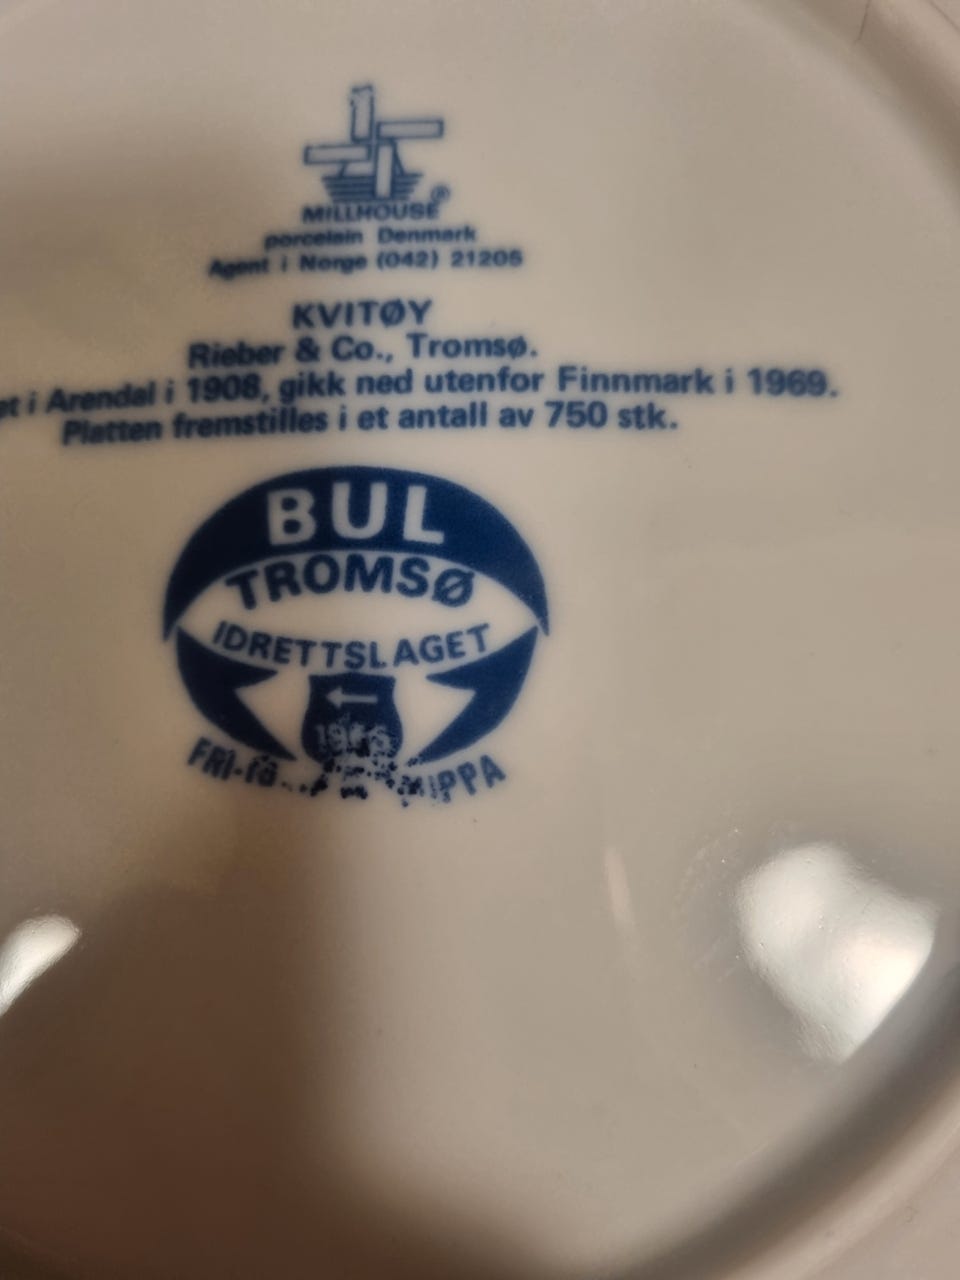 MILLHOUSE ®
porcelain Denmark
Agent i Norge (042) 21205
KVITØY
Rieber & Co., Tromsø.
i Arendal i 1908, gikk ned utenfor Finnmark i 1969.
Platten fremstilles i et antall av 750 stk.
BUL
TROMSØ
IDRETTSLAGET
FRI-